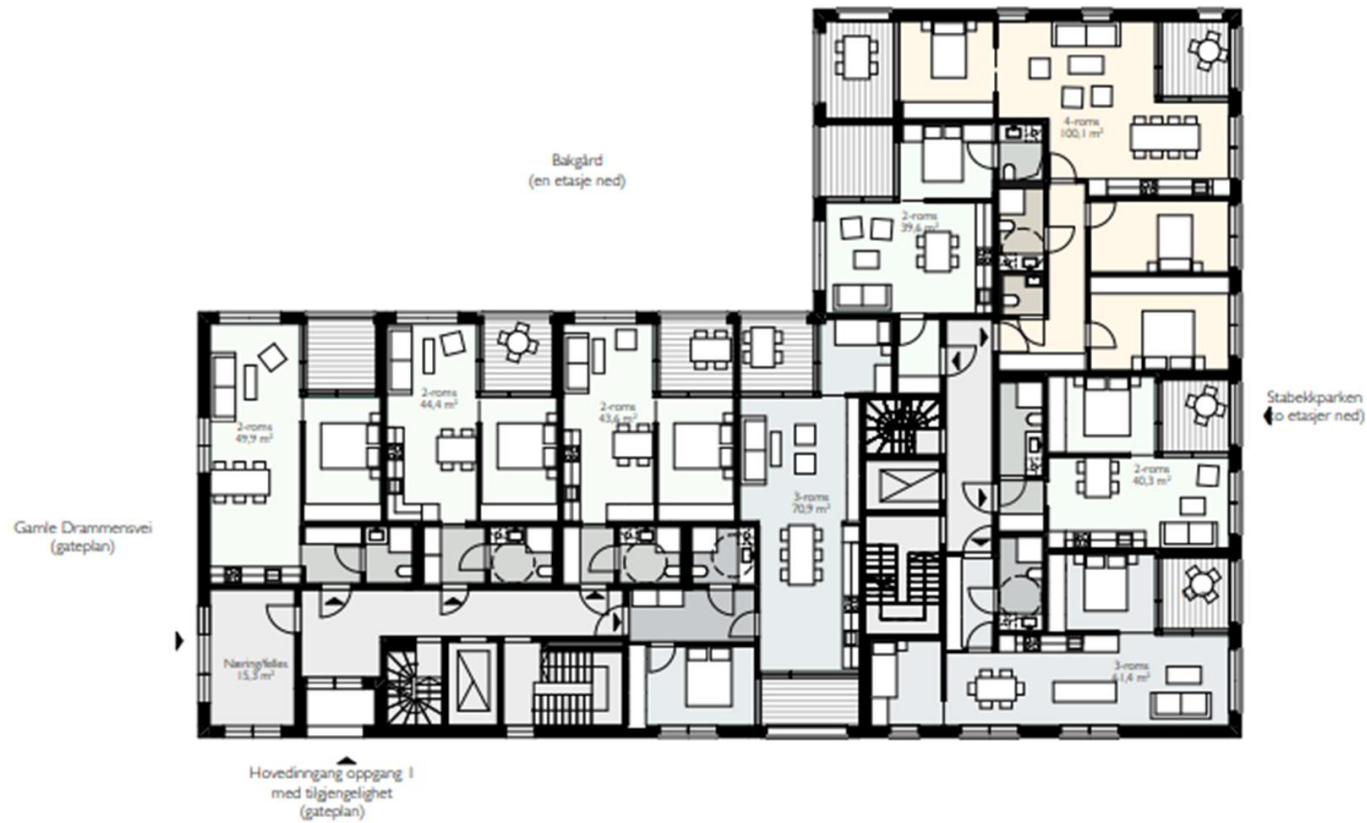 Bakgård
(en etasje ned)
4-roms
100,1 m²
2-roms
39,6 m²
2-roms
49,9 m²
2-roms
44,4 m²
2-roms
43,6 m²
3-roms
70,9 m²
Stabekkparken
(to etasjer ned)
2-roms
40,3 m²
Gamle Drammensvei
(gateplan)
Næring/felles
15,3 m²
3-roms
61,4 m²
Hovedinngang oppgang 1
med tilgjengelighet
(gateplan)